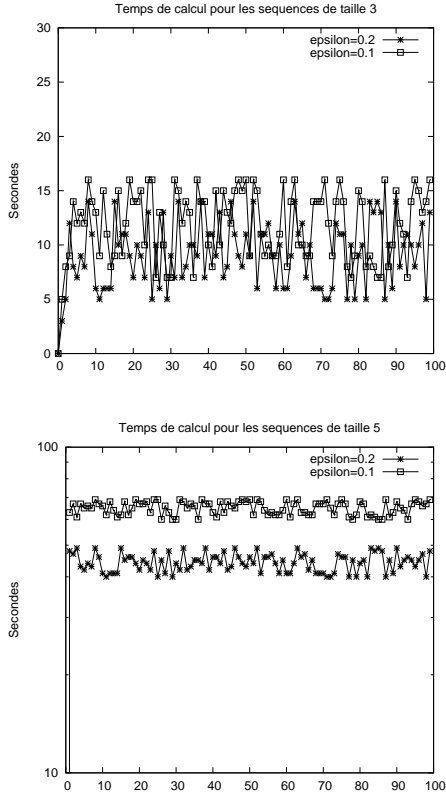 Temps de calcul pour les sequences de taille 3
30
25
20
15
10
5
0
Secondes
epsilon=0.2
epsilon=0.1
0 10 20 30 40 50 60 70 80 90 100
Temps de calcul pour les sequences de taille 5
100
10
Secondes
epsilon=0.2
epsilon=0.1
0 10 20 30 40 50 60 70 80 90 100